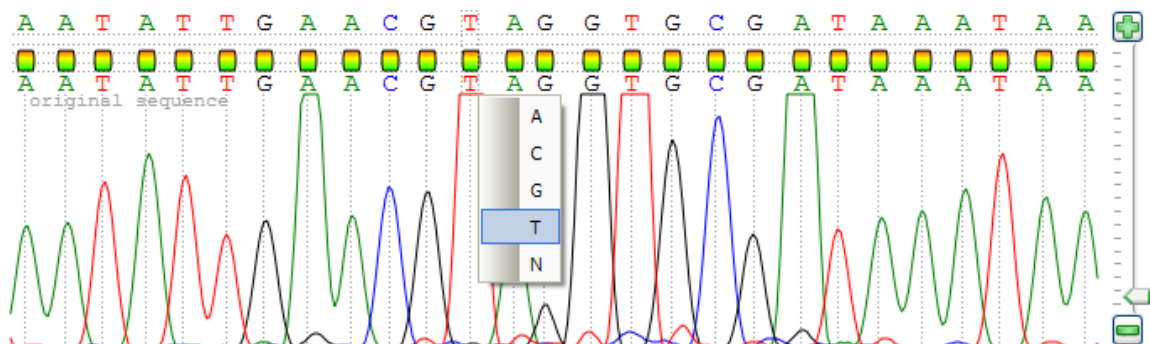 A A T A T T G A A C G T A G G T G C G A T A A A T A A
A A T A T T G A A C G T A G G T G C G A T A A A T A A
original sequence
A
C
G
T
N